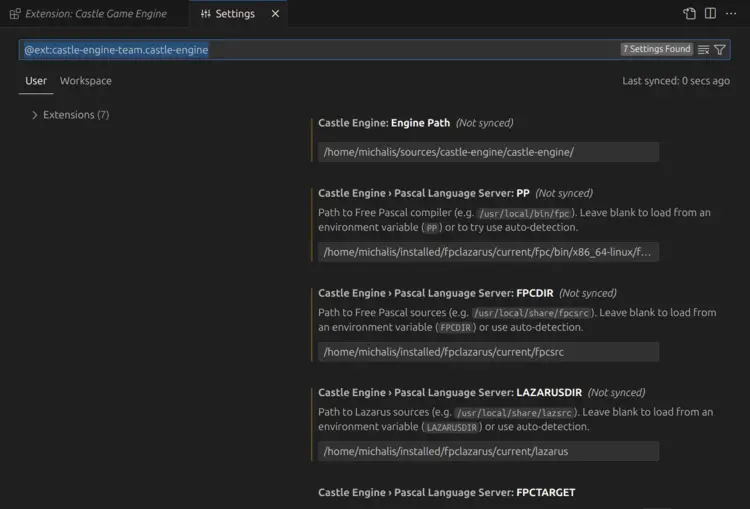 Extension: Castle Game Engine
Settings
@ext:castle-engine-team.castle-engine
7 Settings Found
User
Workspace
Last synced: 0 secs ago
Extensions (7)
Castle Engine: Engine Path (Not synced)
/home/michalis/sources/castle-engine/castle-engine/
Castle Engine › Pascal Language Server: PP (Not synced)
Path to Free Pascal compiler (e.g. /usr/local/bin/fpc). Leave blank to load from an
environment variable (PP) or to try use auto-detection.
/home/michalis/installed/fpclazarus/current/fpc/bin/x86_64-linux/f...
Castle Engine › Pascal Language Server: FPCDIR (Not synced)
Path to Free Pascal sources (e.g. /usr/local/share/fpcsrc). Leave blank to load from
an environment variable (FPCDIR) or use auto-detection.
/home/michalis/installed/fpclazarus/current/fpcsrc
Castle Engine › Pascal Language Server: LAZARUSDIR (Not synced)
Path to Lazarus sources (e.g. /usr/local/share/lazsrc). Leave blank to load from an
environment variable (LAZARUSDIR) or use auto-detection.
/home/michalis/installed/fpclazarus/current/lazarus
Castle Engine › Pascal Language Server: FPCTARGET